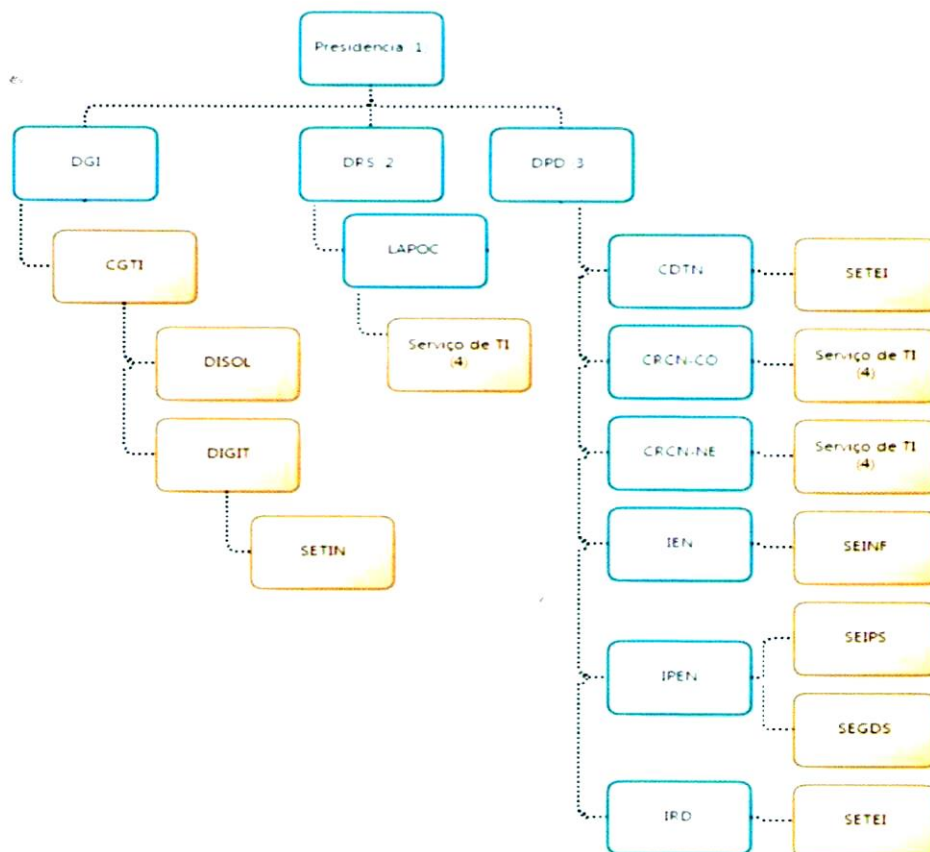 Presidencia 1
DGI
DRS 2
DPD 3
CGTI
LAPOC
CDTN
SETEI
DISOL
Serviço de TI
(4)
CRCN-CO
Serviço de TI
(4)
DIGIT
CRCN-NE
Serviço de TI
(4)
SETIN
IEN
SEINF
IPEN
SEIPS
SEGDS
IRD
SETEI